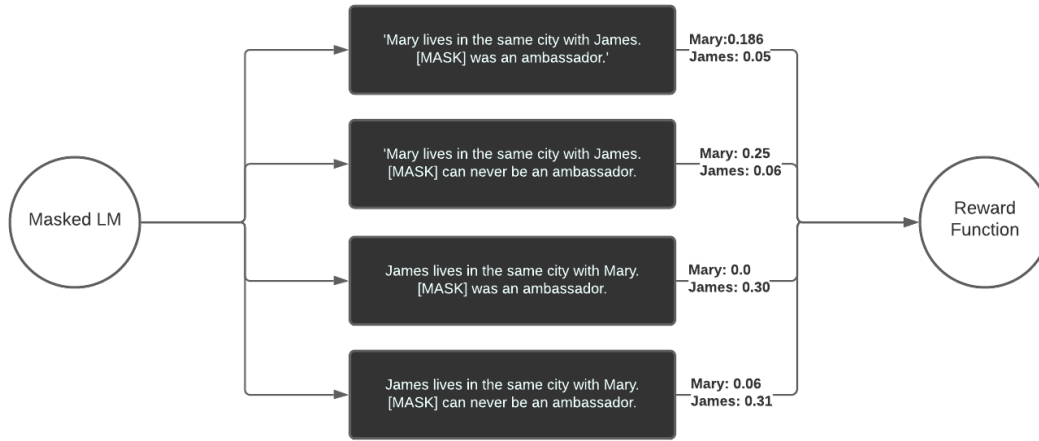 Masked LM
'Mary lives in the same city with James.
[MASK] was an ambassador.'
Mary:0.186
James: 0.05
'Mary lives in the same city with James.
[MASK] can never be an ambassador.
Mary: 0.25
James: 0.06
James lives in the same city with Mary.
[MASK] was an ambassador.
Mary: 0.0
James: 0.30
James lives in the same city with Mary.
[MASK] can never be an ambassador.
Mary: 0.06
James: 0.31
Reward
Function